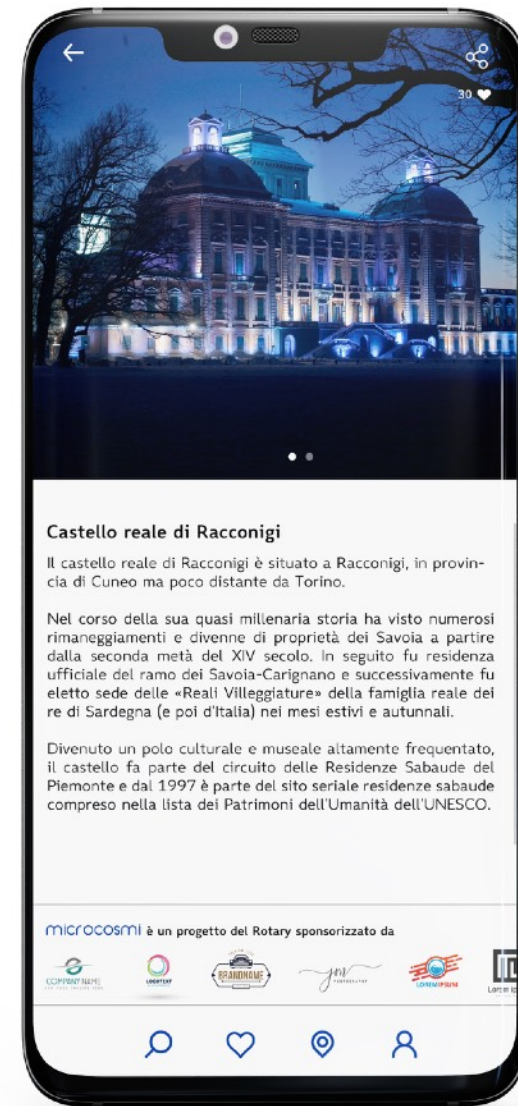 30
Castello reale di Racconigi
Il castello reale di Racconigi è situato a Racconigi, in provin-
cia di Cuneo ma poco distante da Torino.
Nel corso della sua quasi millenaria storia ha visto numerosi
rimaneggiamenti e divenne di proprietà dei Savoia a partire
dalla seconda metà del XIV secolo. In seguito fu residenza
ufficiale del ramo dei Savoia-Carignano e successivamente fu
eletto sede delle «Reali Villeggiature» della famiglia reale dei
re di Sardegna (e poi d'Italia) nei mesi estivi e autunnali.
Divenuto un polo culturale e museale altamente frequentato,
il castello fa parte del circuito delle Residenze Sabaude del
Piemonte e dal 1997 è parte del sito seriale residenze sabaude
compreso nella lista dei Patrimoni dell'Umanità dell'UNESCO.
microcosmi è un progetto del Rotary sponsorizzato da
COMPANY NAME
LOGOTEXT
BRANDNAME
jm
PHOTOGRAPHY
LOREM IPSUM